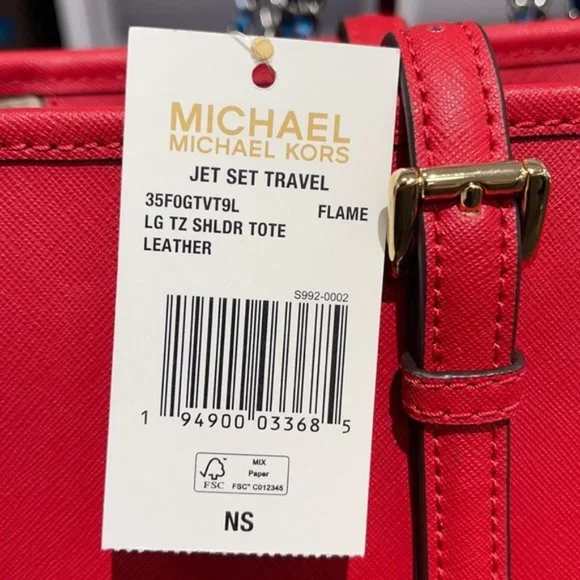 MICHAEL
MICHAEL KORS
JET SET TRAVEL
35F0GTVT9L FLAME
LG TZ SHLDR TOTE
LEATHER
S992-0002
1 94900 03368 5
FSC
MIX
Paper
FSC® C012345
NS